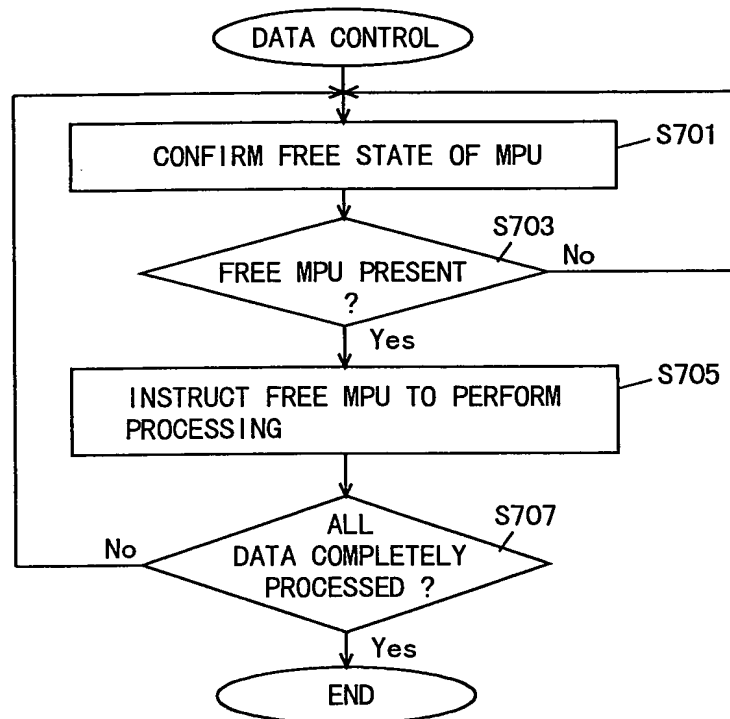 DATA CONTROL
CONFIRM FREE STATE OF MPU
S701
S703
FREE MPU PRESENT
?
No
Yes
S705
INSTRUCT FREE MPU TO PERFORM
PROCESSING
S707
ALL
DATA COMPLETELY
PROCESSED ?
No
Yes
END